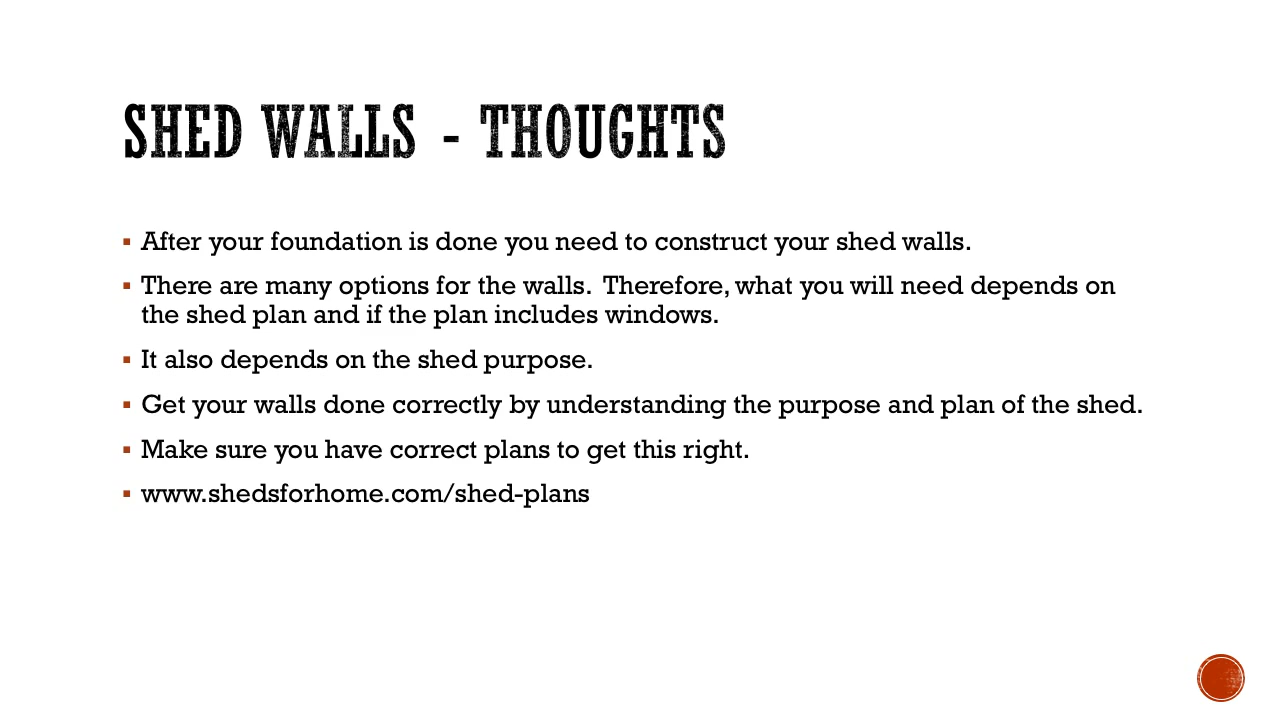 SHED WALLS - THOUGHTS
After your foundation is done you need to construct your shed walls.
There are many options for the walls.  Therefore, what you will need depends on
the shed plan and if the plan includes windows.
It also depends on the shed purpose.
Get your walls done correctly by understanding the purpose and plan of the shed.
Make sure you have correct plans to get this right.
www.shedsforhome.com/shed-plans